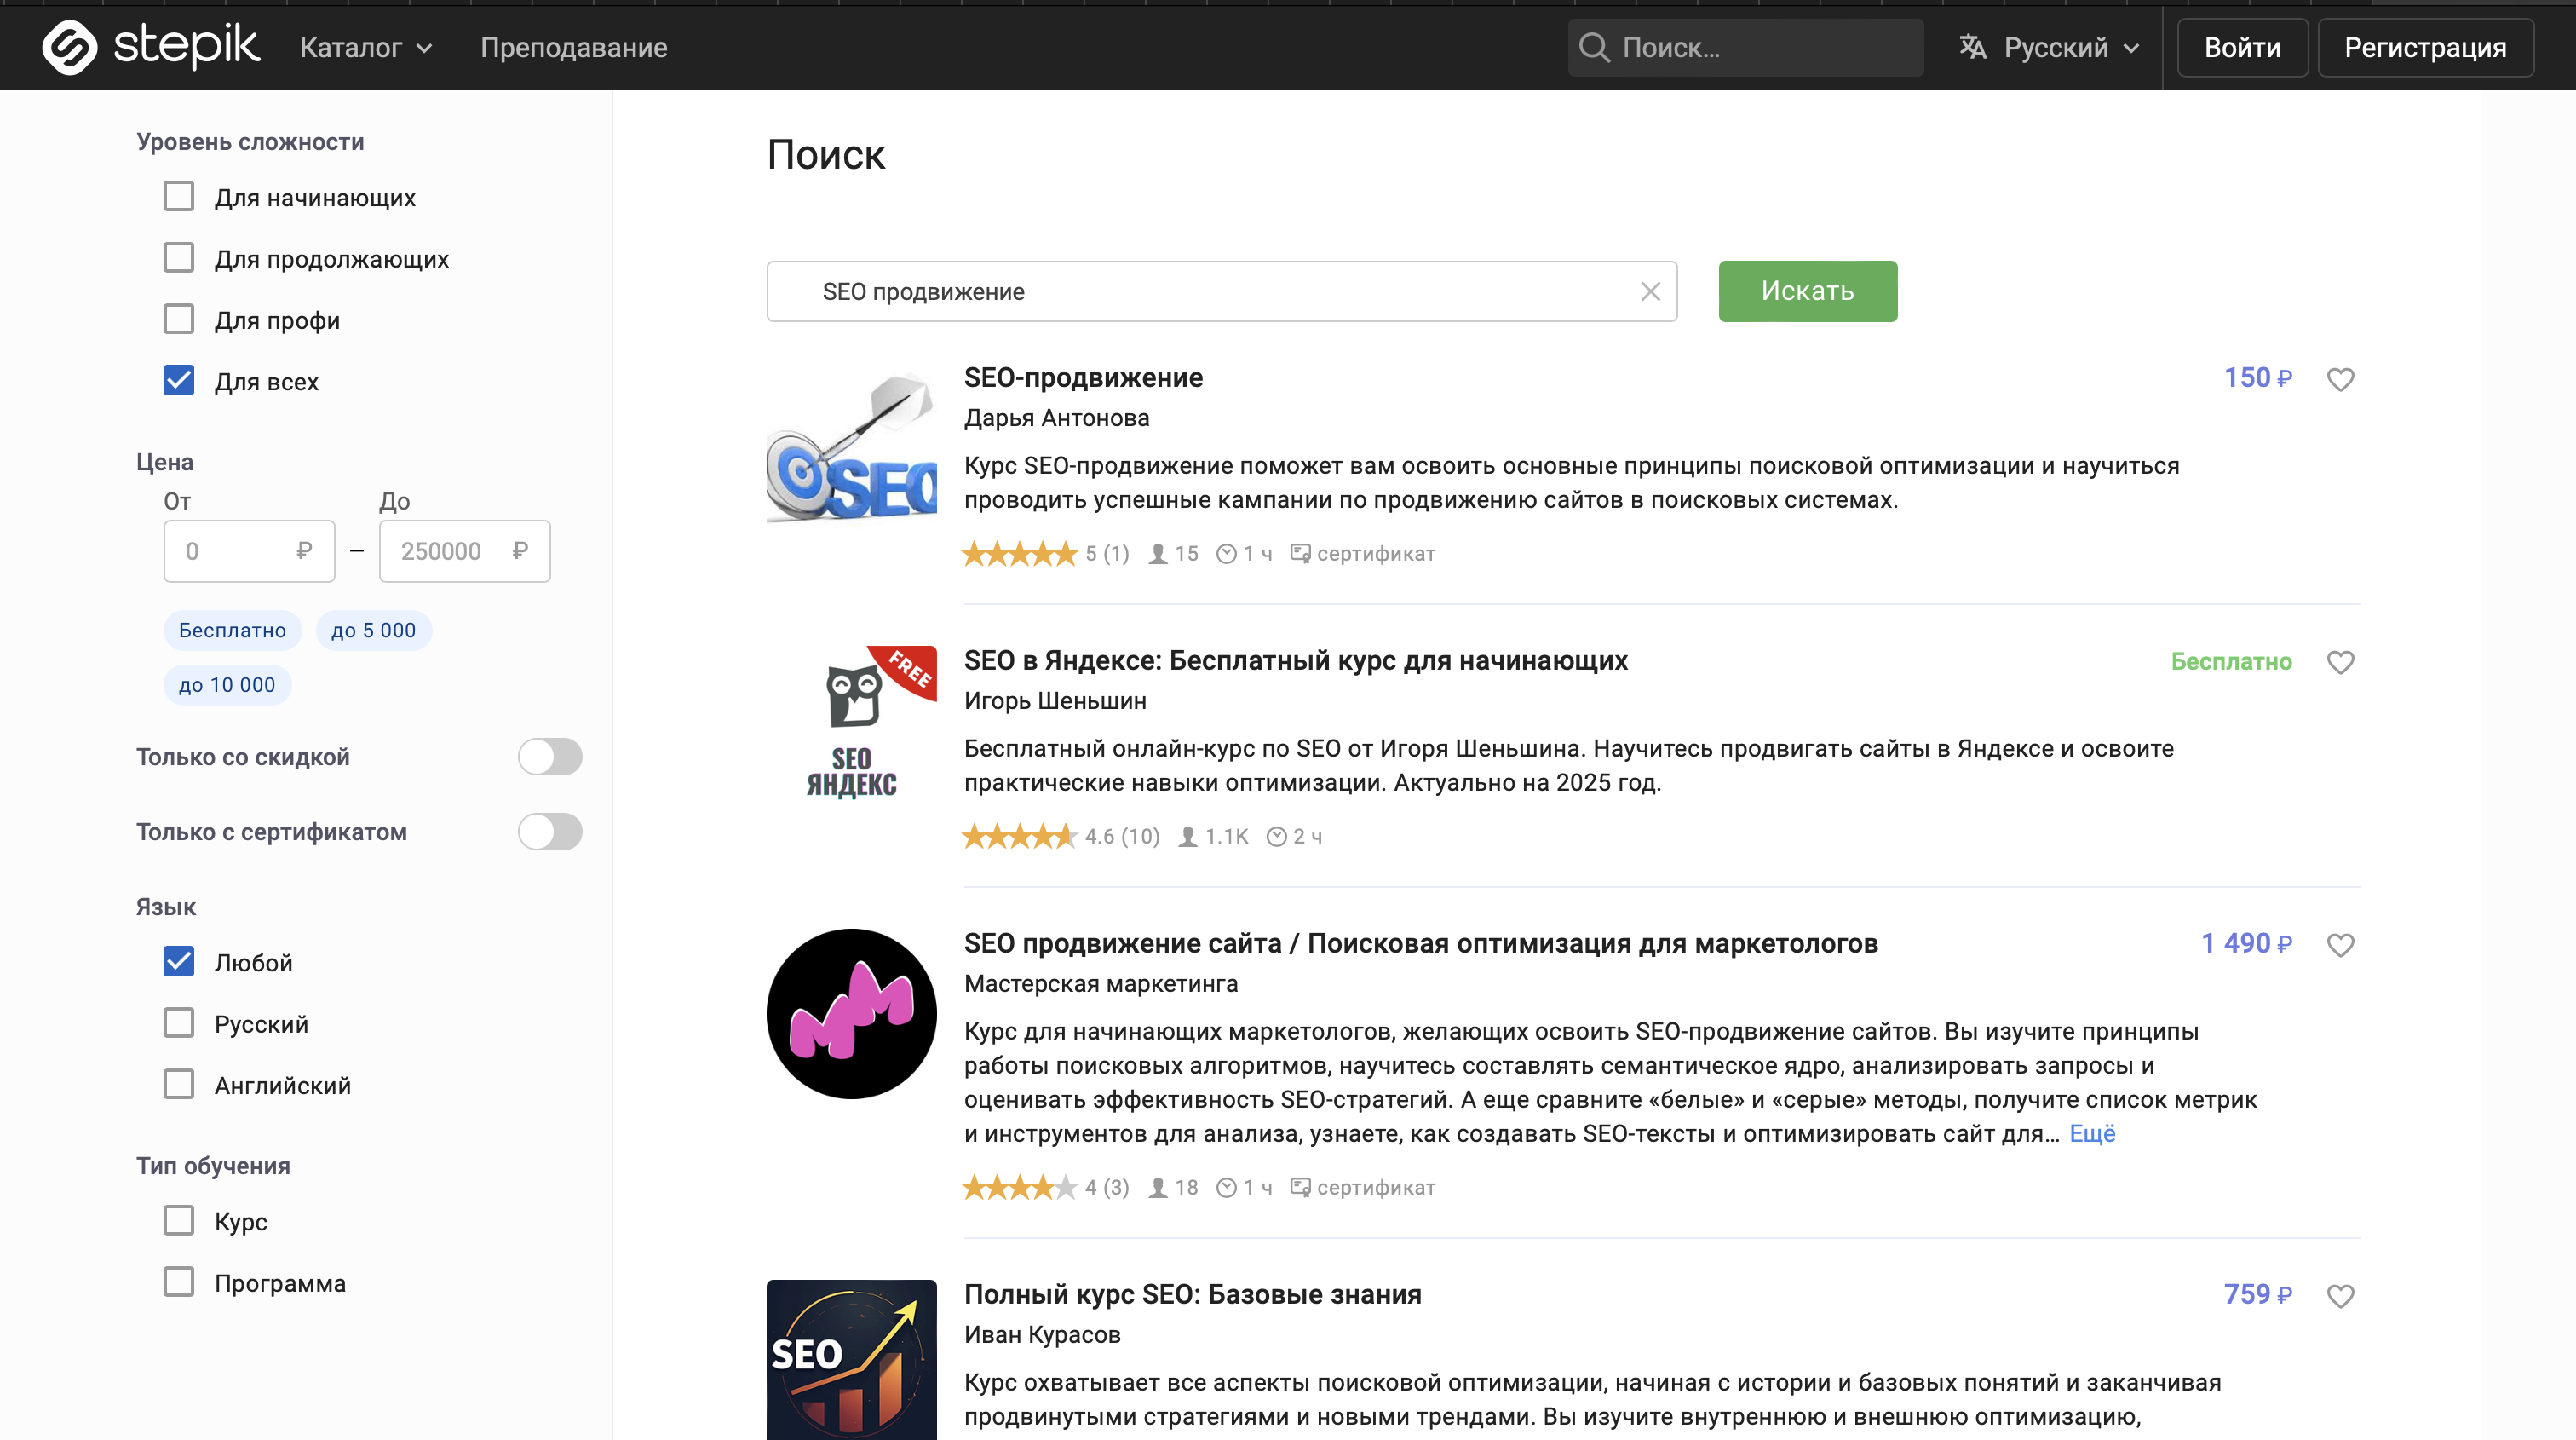 stepik
Каталог
Преподавание
Поиск...
Русский
Войти
Регистрация
Уровень сложности
Для начинающих
Для продолжающих
Для профи
Для всех
Цена
От
До
0 ₽
–
250000 ₽
Бесплатно
до 5 000
до 10 000
Только со скидкой
Только с сертификатом
Язык
Любой
Русский
Английский
Тип обучения
Курс
Программа
Поиск
SEO продвижение
Искать
SEO
SEO-продвижение
150 ₽
Дарья Антонова
Курс SEO-продвижение поможет вам освоить основные принципы поисковой оптимизации и научиться
проводить успешные кампании по продвижению сайтов в поисковых системах.
5 (1) 15 1 ч сертификат
FREE
SEO
ЯНДЕКС
SEO в Яндексе: Бесплатный курс для начинающих
Бесплатно
Игорь Шеньшин
Бесплатный онлайн-курс по SEO от Игоря Шеньшина. Научитесь продвигать сайты в Яндексе и освоите
практические навыки оптимизации. Актуально на 2025 год.
4.6 (10) 1.1K 2 ч
SEO продвижение сайта / Поисковая оптимизация для маркетологов
1 490 ₽
Мастерская маркетинга
Курс для начинающих маркетологов, желающих освоить SEO-продвижение сайтов. Вы изучите принципы
работы поисковых алгоритмов, научитесь составлять семантическое ядро, анализировать запросы и
оценивать эффективность SEO-стратегий. А еще сравните «белые» и «серые» методы, получите список метрик
и инструментов для анализа, узнаете, как создавать SEO-тексты и оптимизировать сайт для... Ещё
4 (3) 18 1 ч сертификат
SEO
Полный курс SEO: Базовые знания
759 ₽
Иван Курасов
Курс охватывает все аспекты поисковой оптимизации, начиная с истории и базовых понятий и заканчивая
продвинутыми стратегиями и новыми трендами. Вы изучите внутреннюю и внешнюю оптимизацию,